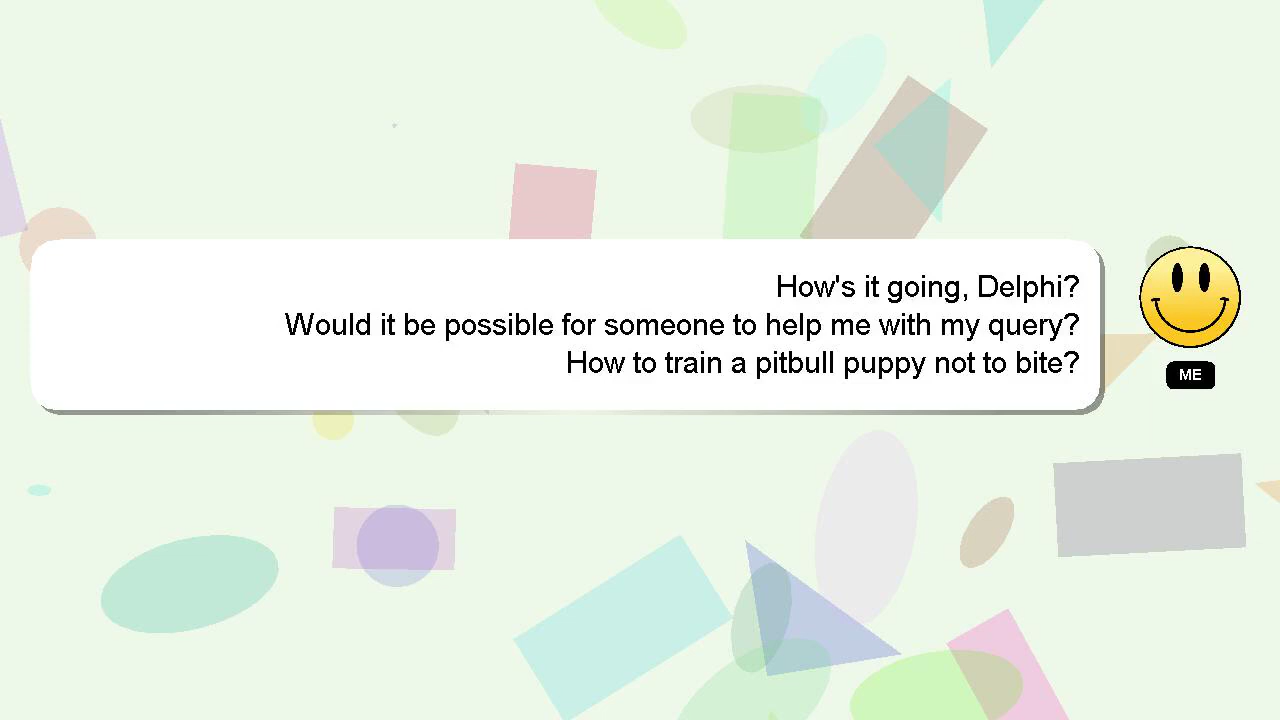 How's it going, Delphi?
Would it be possible for someone to help me with my query?
How to train a pitbull puppy not to bite?
ME